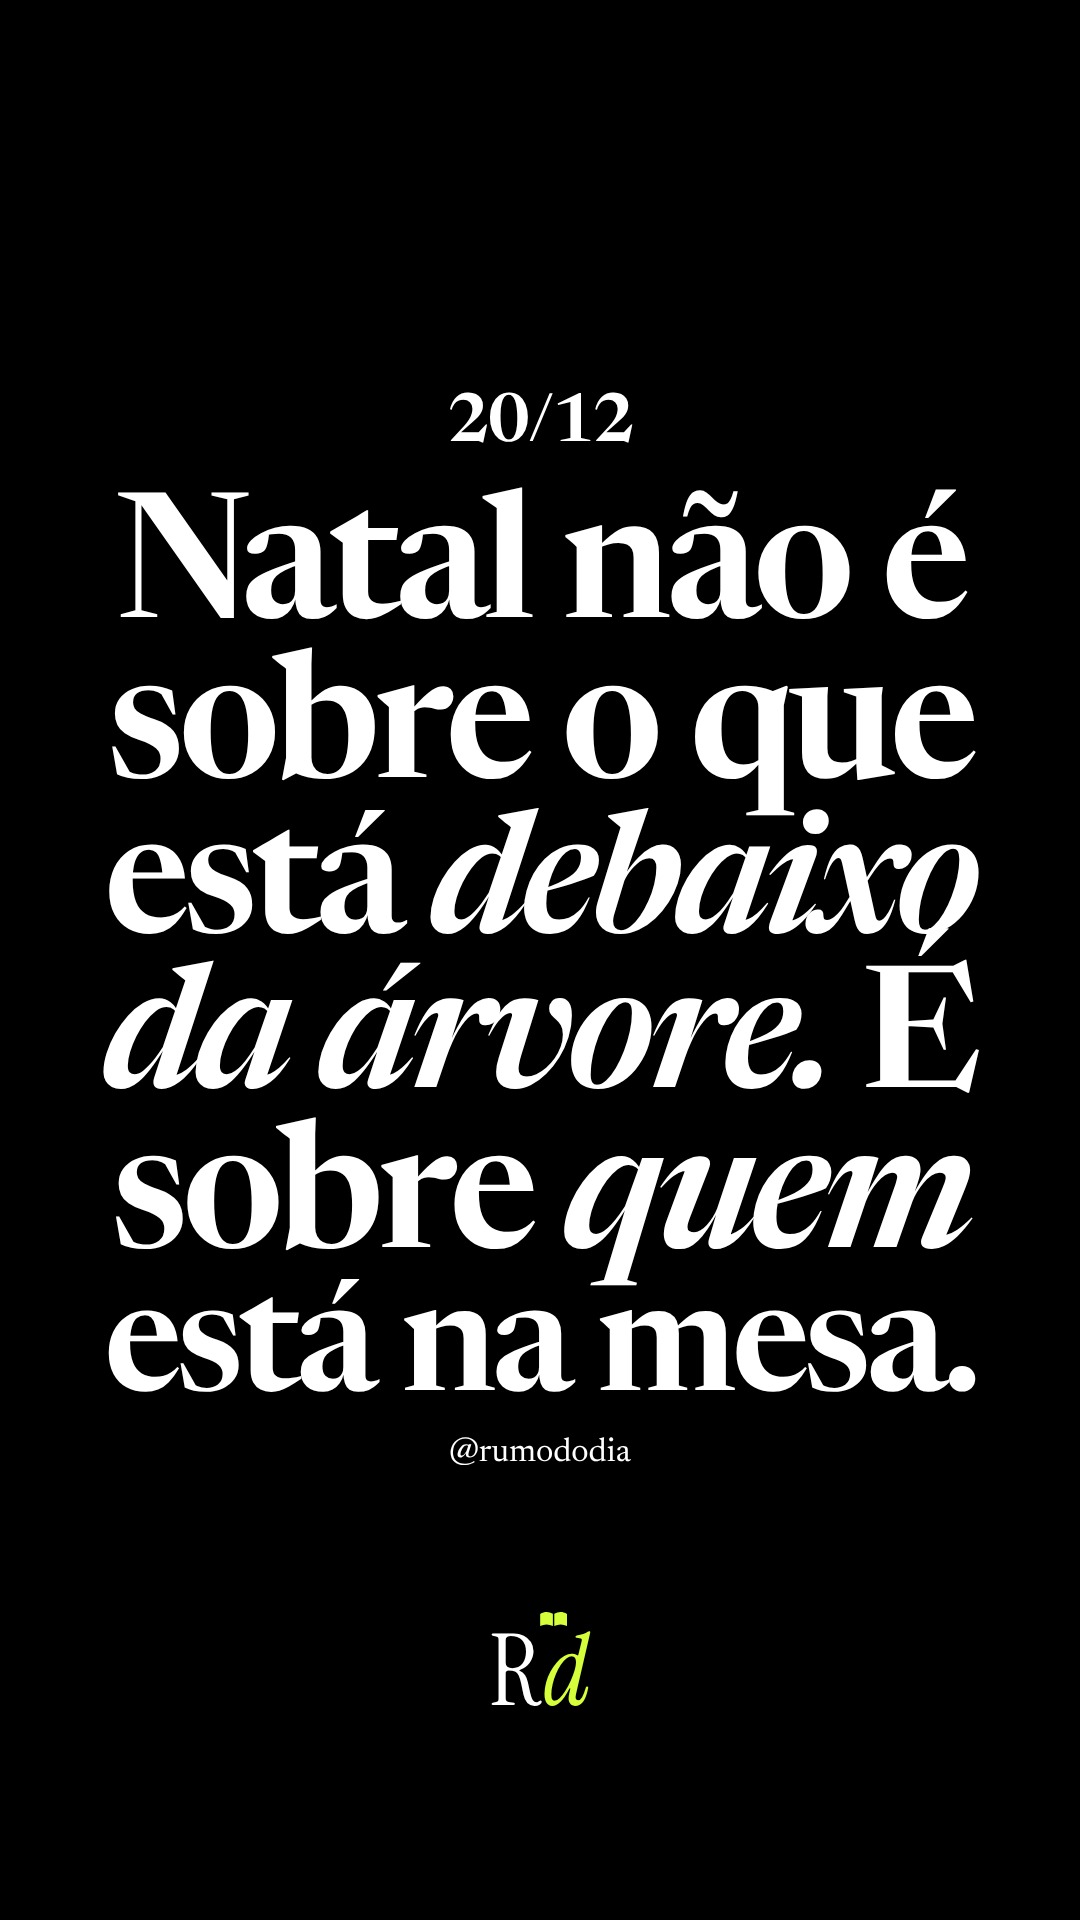 20/12
Natal não é
sobre o que
está debaixo
da árvore. É
sobre quem
está na mesa.
@rumododia
Rd